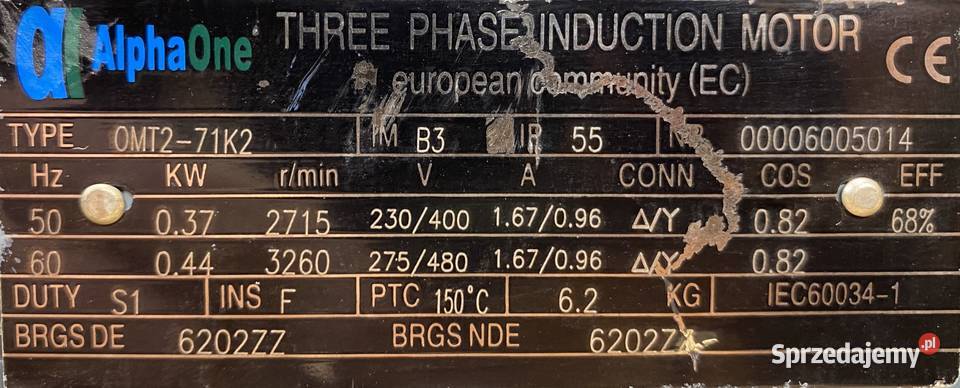 AlphaOne
THREE PHASE INDUCTION MOTOR
european community (EC)
CE
TYPE 0MT2-71K2 IM B3 55 00006005014
Hz KW r/min V A CONN COS EFF
50 0.37 2715 230/400 1.67/0.96 Δ/Y 0.82 68%
60 0.44 3260 275/480 1.67/0.96 Δ/Y 0.82
DUTY S1 INS F PTC 150°C 6.2 KG IEC60034-1
BRGS DE 6202ZZ BRGS NDE 6202Z
Sprzedajemy.pl